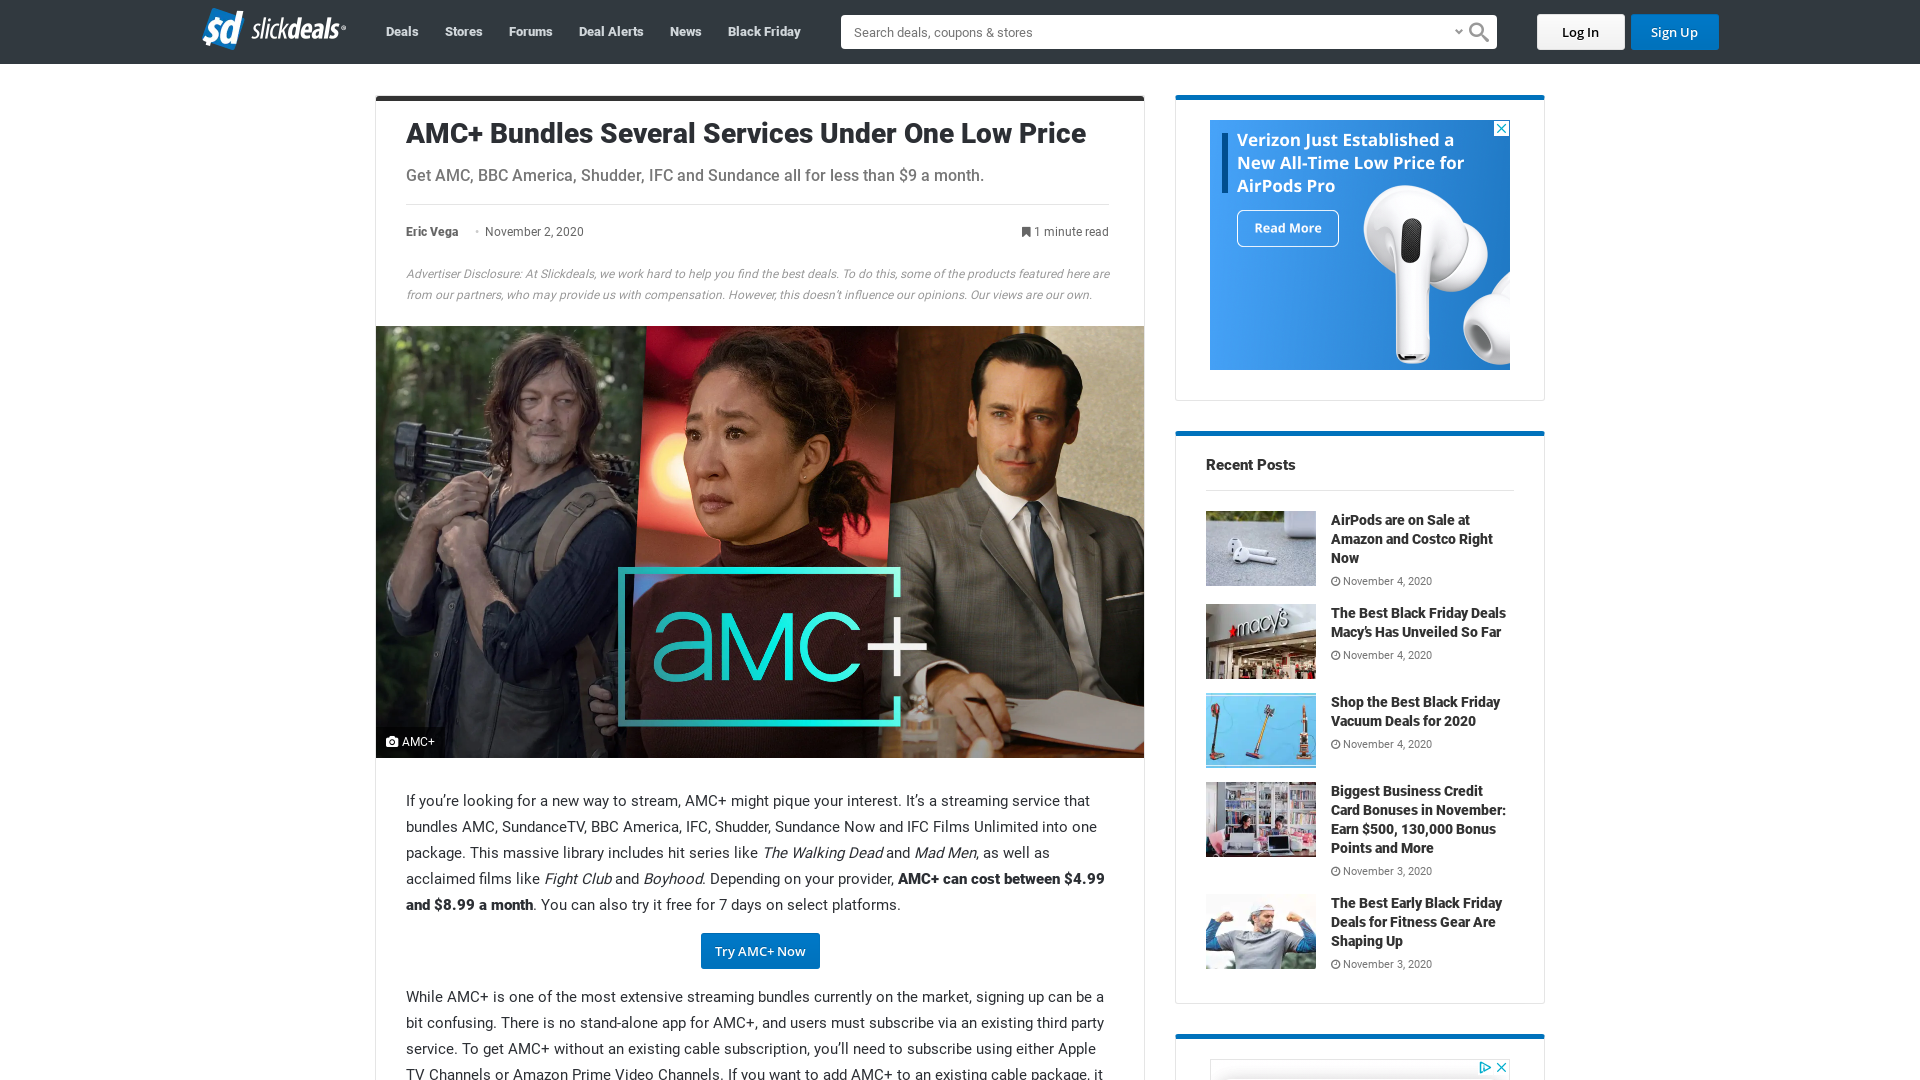 $d slickdeals
Deals
Stores
Forums
Deal Alerts
News
Black Friday
Search deals, coupons & stores
Log In
Sign Up
AMC+ Bundles Several Services Under One Low Price
Get AMC, BBC America, Shudder, IFC and Sundance all for less than $9 a month.
Eric Vega • November 2, 2020
1 minute read
Advertiser Disclosure: At Slickdeals, we work hard to help you find the best deals. To do this, some of the products featured here are
from our partners, who may provide us with compensation. However, this doesn’t influence our opinions. Our views are our own.
aMC+
AMC+
If you’re looking for a new way to stream, AMC+ might pique your interest. It’s a streaming service that
bundles AMC, SundanceTV, BBC America, IFC, Shudder, Sundance Now and IFC Films Unlimited into one
package. This massive library includes hit series like The Walking Dead and Mad Men, as well as
acclaimed films like Fight Club and Boyhood. Depending on your provider, AMC+ can cost between $4.99
and $8.99 a month. You can also try it free for 7 days on select platforms.
Try AMC+ Now
While AMC+ is one of the most extensive streaming bundles currently on the market, signing up can be a
bit confusing. There is no stand-alone app for AMC+, and users must subscribe via an existing third party
service. To get AMC+ without an existing cable subscription, you’ll need to subscribe using either Apple
TV Channels or Amazon Prime Video Channels. If you want to add AMC+ to an existing cable package, it
Verizon Just Established a
New All-Time Low Price for
AirPods Pro
Read More
Recent Posts
AirPods are on Sale at
Amazon and Costco Right
Now
November 4, 2020
macy's
The Best Black Friday Deals
Macy’s Has Unveiled So Far
November 4, 2020
Shop the Best Black Friday
Vacuum Deals for 2020
November 4, 2020
Biggest Business Credit
Card Bonuses in November:
Earn $500, 130,000 Bonus
Points and More
November 3, 2020
The Best Early Black Friday
Deals for Fitness Gear Are
Shaping Up
November 3, 2020